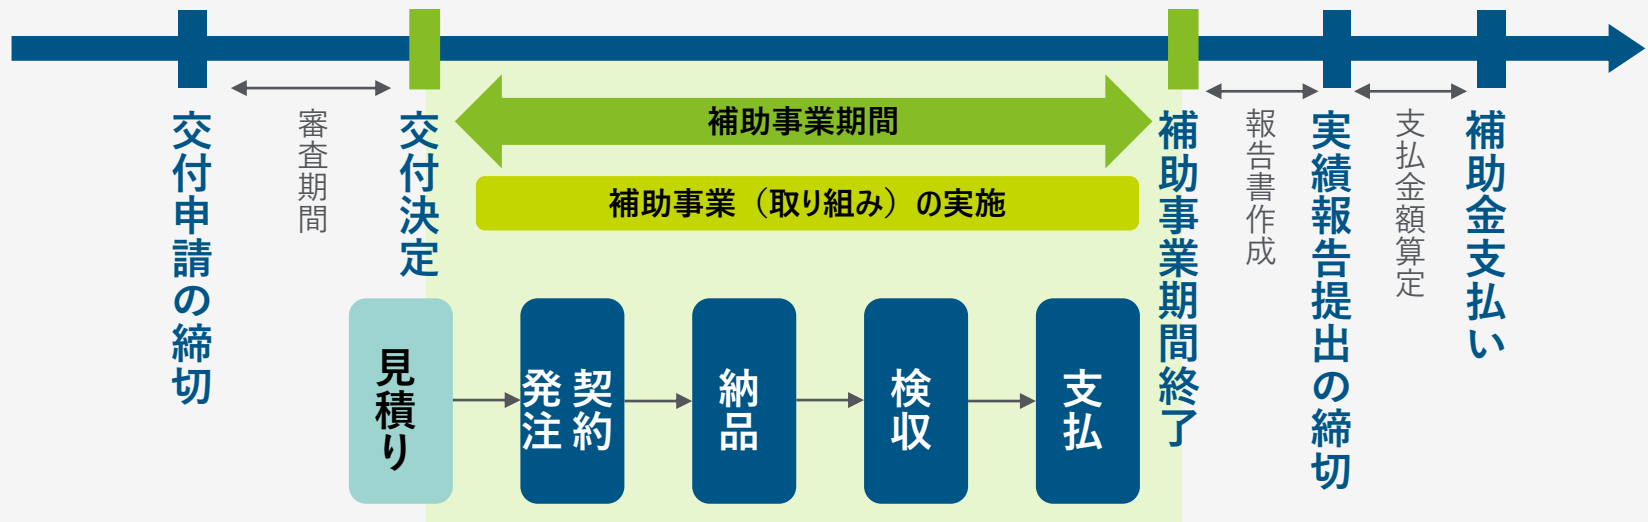 交付申請の締切
審査期間
交付決定
補助事業期間
補助事業（取り組み）の実施
補助事業期間終了
報告書作成
実績報告提出の締切
支払金額算定
補助金支払い
見積り
契約
発注
納品
検収
支払